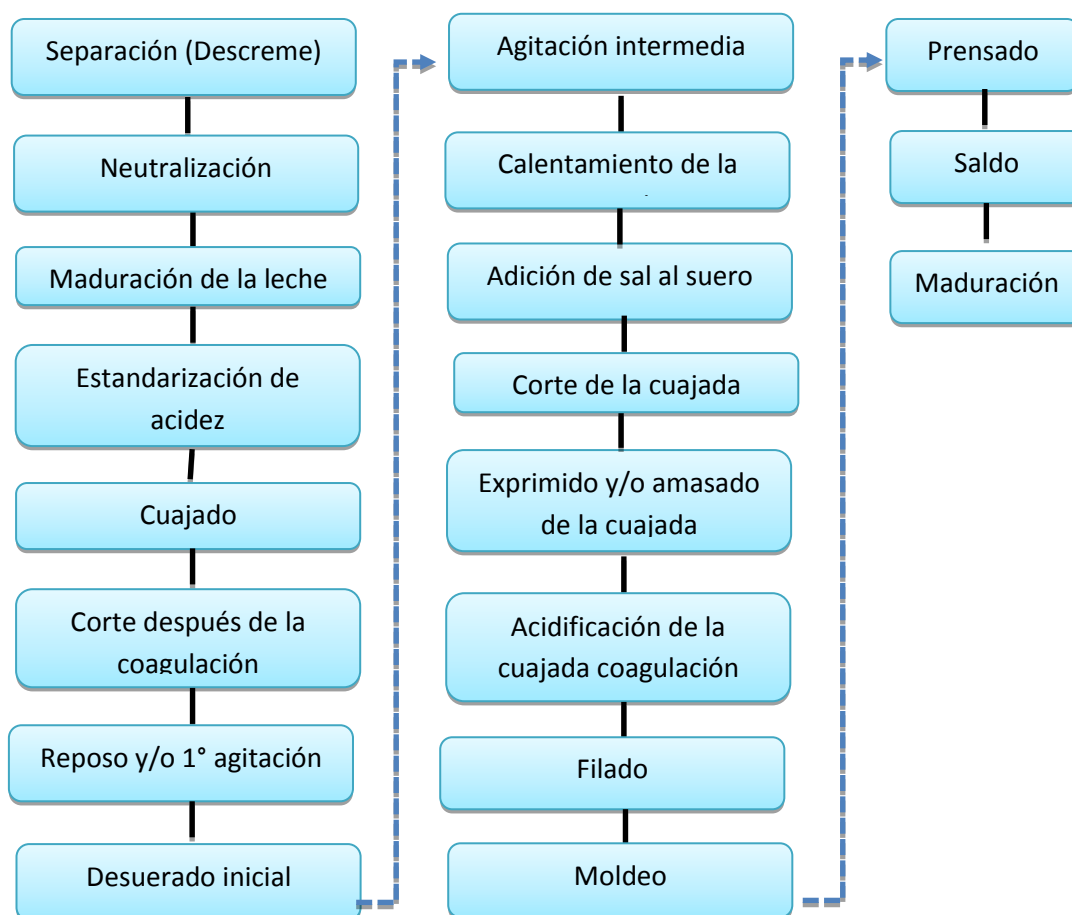 Separación (Descreme)
Neutralización
Maduración de la leche
Estandarización de
acidez
Cuajado
Corte después de la
coagulación
Reposo y/o 1° agitación
Desuerado inicial
Agitación intermedia
Calentamiento de la
Adición de sal al suero
Corte de la cuajada
Exprimido y/o amasado
de la cuajada
Acidificación de la
cuajada coagulación
Filado
Moldeo
Prensado
Saldo
Maduración